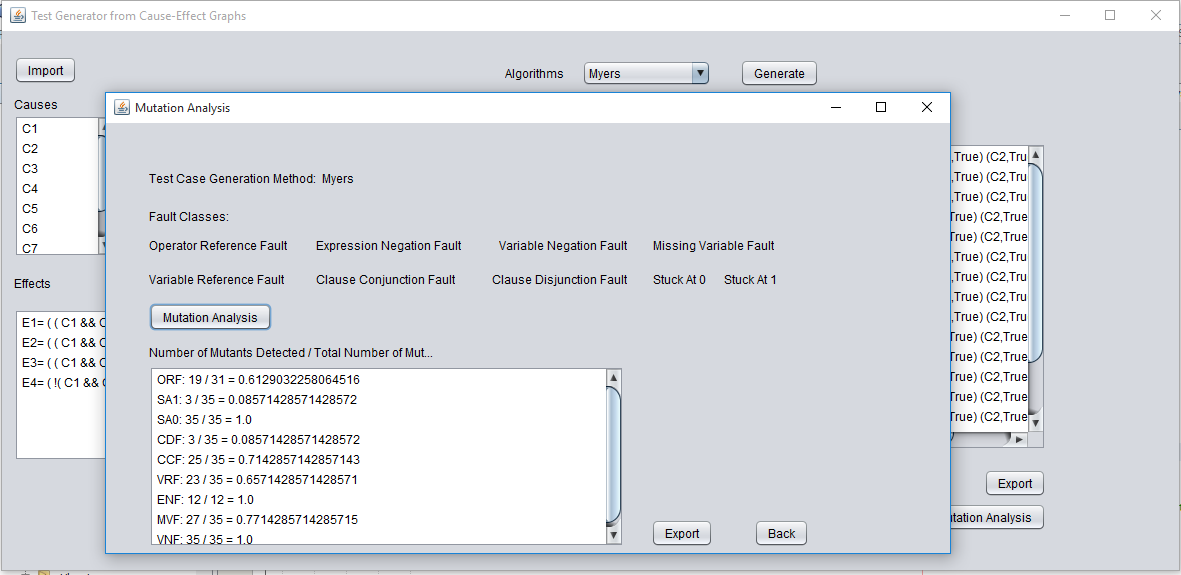 Test Generator from Cause-Effect Graphs
Import
Algorithms Myers Generate
Causes
C1
C2
C3
C4
C5
C6
C7
Effects
E1= ( ( C1 &&
E2= ( ( C1 &&
E3= ( ( C1 &&
E4= ( !( C1 &&
Mutation Analysis
Test Case Generation Method: Myers
Fault Classes:
Operator Reference Fault Expression Negation Fault Variable Negation Fault Missing Variable Fault
Variable Reference Fault Clause Conjunction Fault Clause Disjunction Fault Stuck At 0 Stuck At 1
Mutation Analysis
Number of Mutants Detected / Total Number of Mut...
ORF: 19 / 31 = 0.6129032258064516
SA1: 3 / 35 = 0.08571428571428572
SA0: 35 / 35 = 1.0
CDF: 3 / 35 = 0.08571428571428572
CCF: 25 / 35 = 0.7142857142857143
VRF: 23 / 35 = 0.6571428571428571
ENF: 12 / 12 = 1.0
MVF: 27 / 35 = 0.7714285714285715
VNF: 35 / 35 = 1.0
Export Back
,True) (C2,Tru
,True) (C2,Tru
,True) (C2,Tru
True) (C2,True
True) (C2,True
,True) (C2,Tru
,True) (C2,Tru
,True) (C2,Tru
,True) (C2,Tru
True) (C2,True
True) (C2,True
True) (C2,True
True) (C2,True
True) (C2,True
Export
utation Analysis